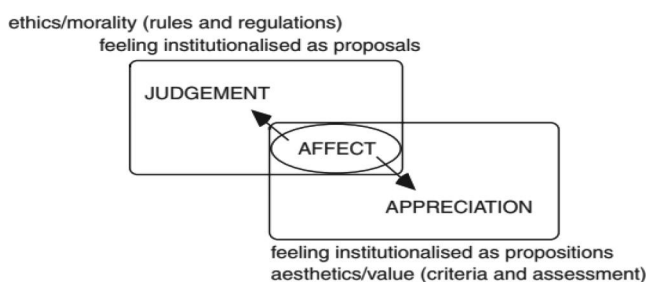 ethics/morality (rules and regulations)
feeling institutionalised as proposals
JUDGEMENT
AFFECT
APPRECIATION
feeling institutionalised as propositions
aesthetics/value (criteria and assessment)